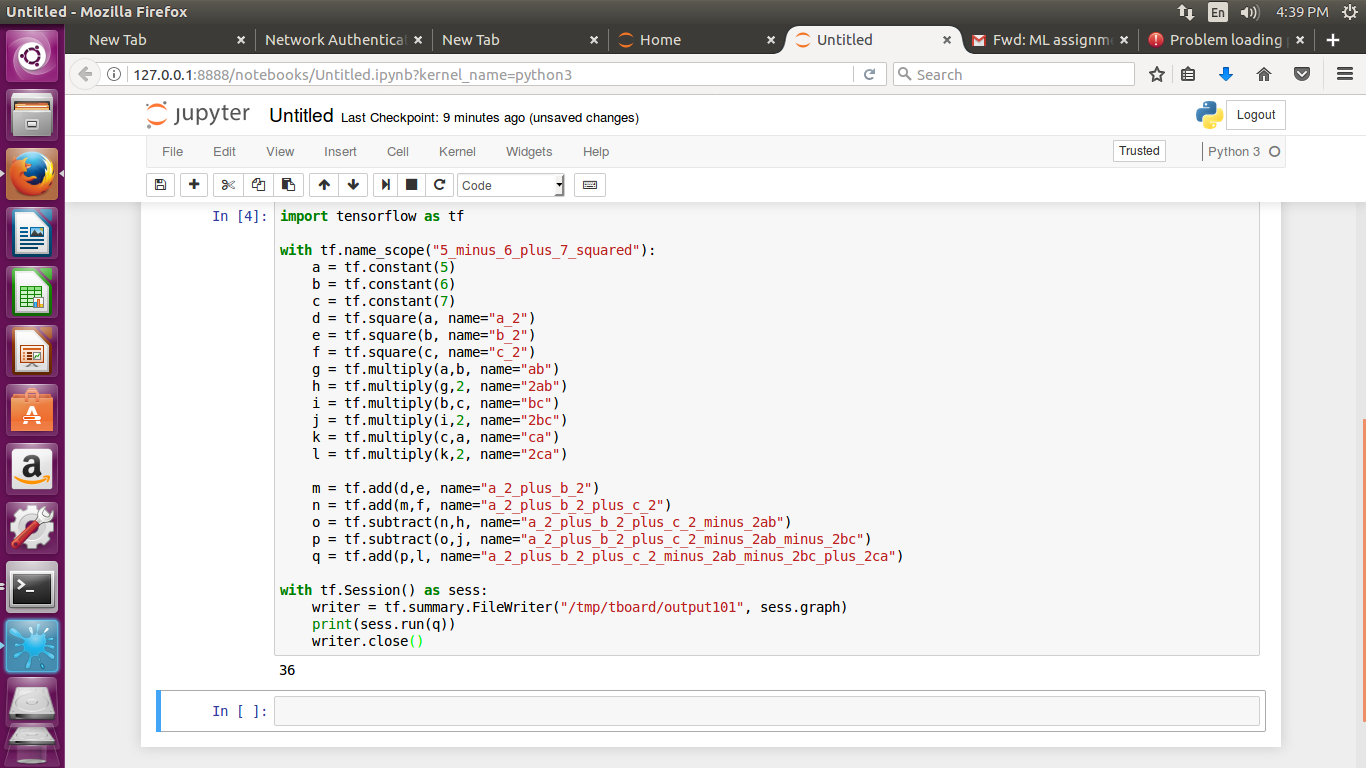 Untitled - Mozilla Firefox
En
4:39 PM
New Tab
Network Authentica
New Tab
Home
Untitled
Fwd: ML assignm
Problem loading
127.0.0.1:8888/notebooks/Untitled.ipynb?kernel_name=python3
Search
jupyter
Untitled Last Checkpoint: 9 minutes ago (unsaved changes)
Logout
File Edit View Insert Cell Kernel Widgets Help
Trusted
Python 3
Code
In [4]:
import tensorflow as tf
with tf.name_scope("5_minus_6_plus_7_squared"):
    a = tf.constant(5)
    b = tf.constant(6)
    c = tf.constant(7)
    d = tf.square(a, name="a_2")
    e = tf.square(b, name="b_2")
    f = tf.square(c, name="c_2")
    g = tf.multiply(a,b, name="ab")
    h = tf.multiply(g,2, name="2ab")
    i = tf.multiply(b,c, name="bc")
    j = tf.multiply(i,2, name="2bc")
    k = tf.multiply(c,a, name="ca")
    l = tf.multiply(k,2, name="2ca")
    m = tf.add(d,e, name="a_2_plus_b_2")
    n = tf.add(m,f, name="a_2_plus_b_2_plus_c_2")
    o = tf.subtract(n,h, name="a_2_plus_b_2_plus_c_2_minus_2ab")
    p = tf.subtract(o,j, name="a_2_plus_b_2_plus_c_2_minus_2ab_minus_2bc")
    q = tf.add(p,l, name="a_2_plus_b_2_plus_c_2_minus_2ab_minus_2bc_plus_2ca")
with tf.Session() as sess:
    writer = tf.summary.FileWriter("/tmp/tboard/output101", sess.graph)
    print(sess.run(q))
    writer.close()
36
In [ ]: